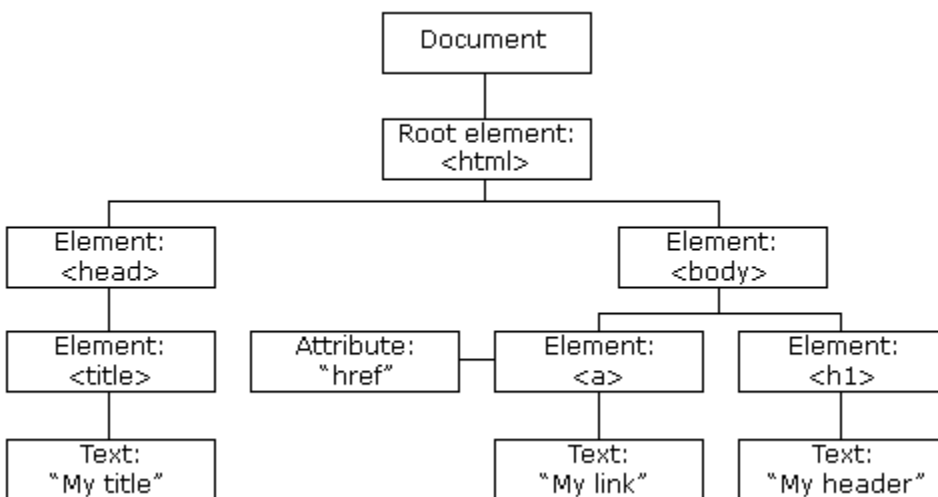 Document
Root element:
<html>
Element:
<head>
Element:
<body>
Element:
<title>
Attribute:
“href”
Element:
<a>
Element:
<h1>
Text:
“My title”
Text:
“My link”
Text:
“My header”